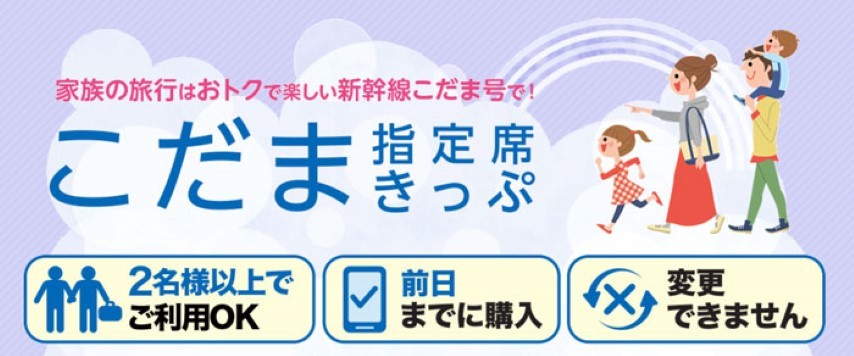 家族の旅行はおトクで楽しい新幹線こだま号で!
こだま指定席きっぷ
2名様以上で
ご利用OK
前日
までに購入
変更
できません